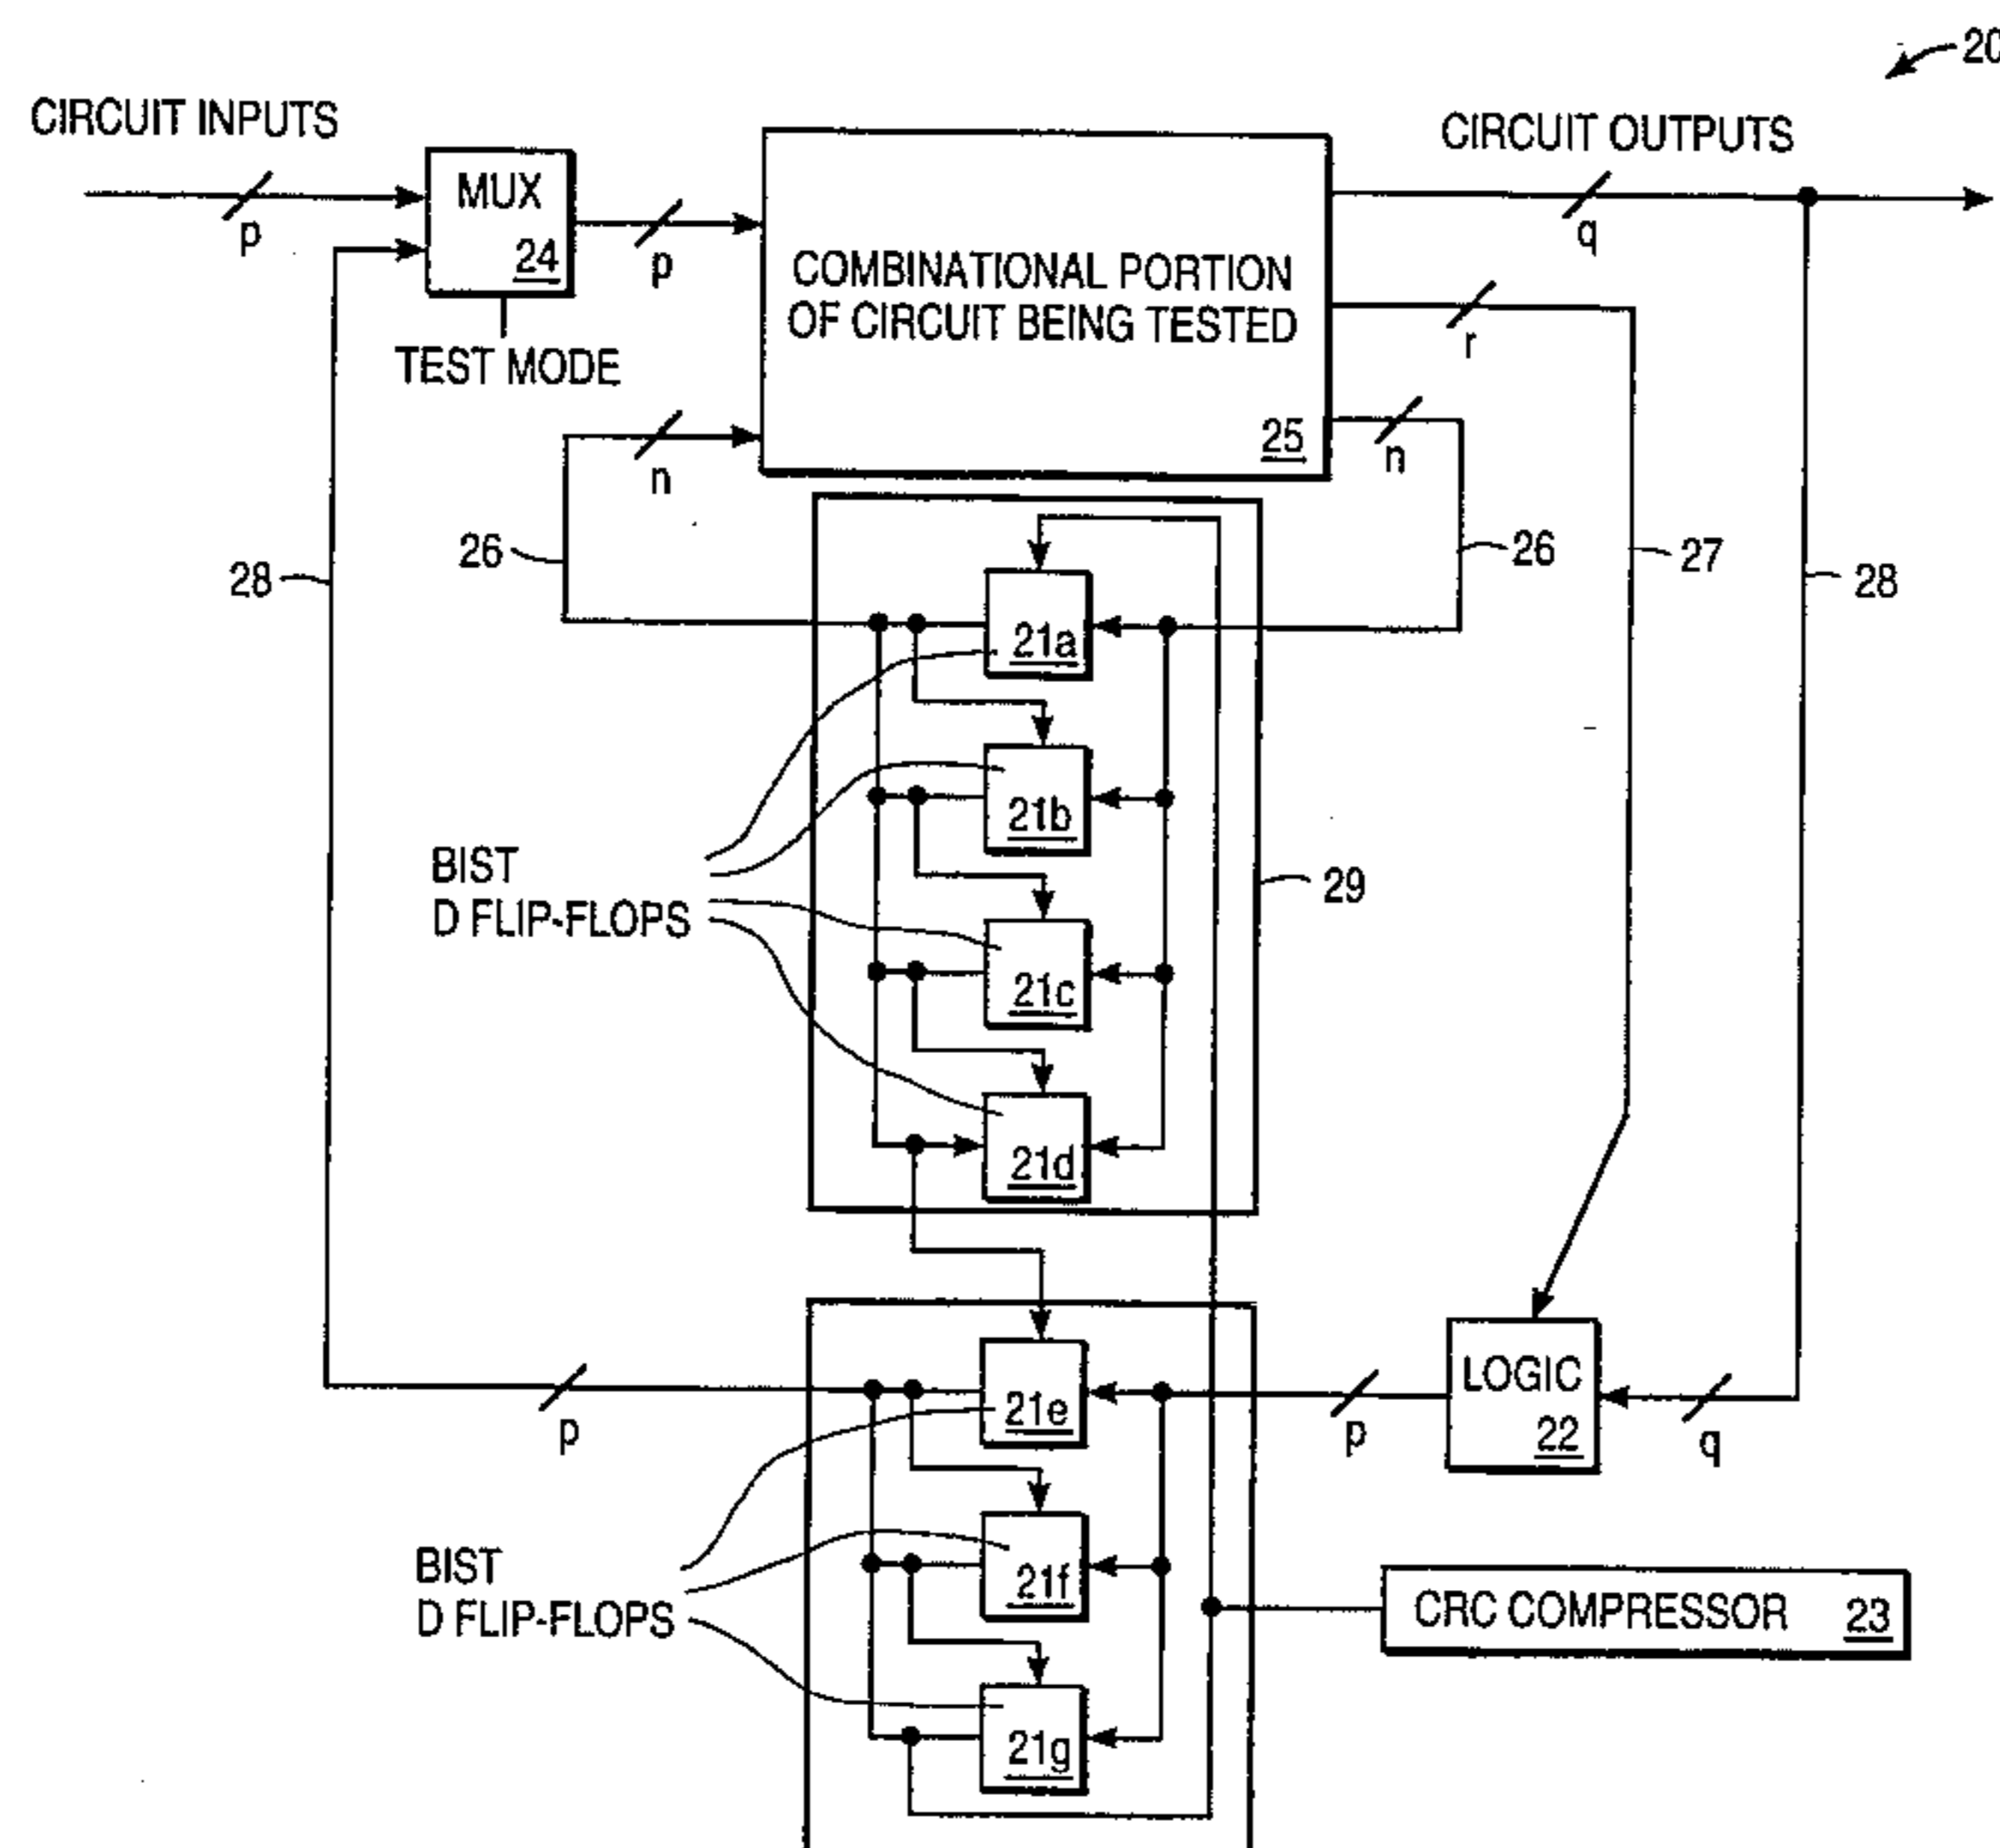 20
CIRCUIT INPUTS
CIRCUIT OUTPUTS
MUX
24
p
p
q
TEST MODE
COMBINATIONAL PORTION
OF CIRCUIT BEING TESTED
25
r
n
n
26
28
26
27
28
21a
21b
BIST
D FLIP-FLOPS
29
21c
21d
p
21e
p
LOGIC
22
q
BIST
D FLIP-FLOPS
21f
CRC COMPRESSOR 23
21g